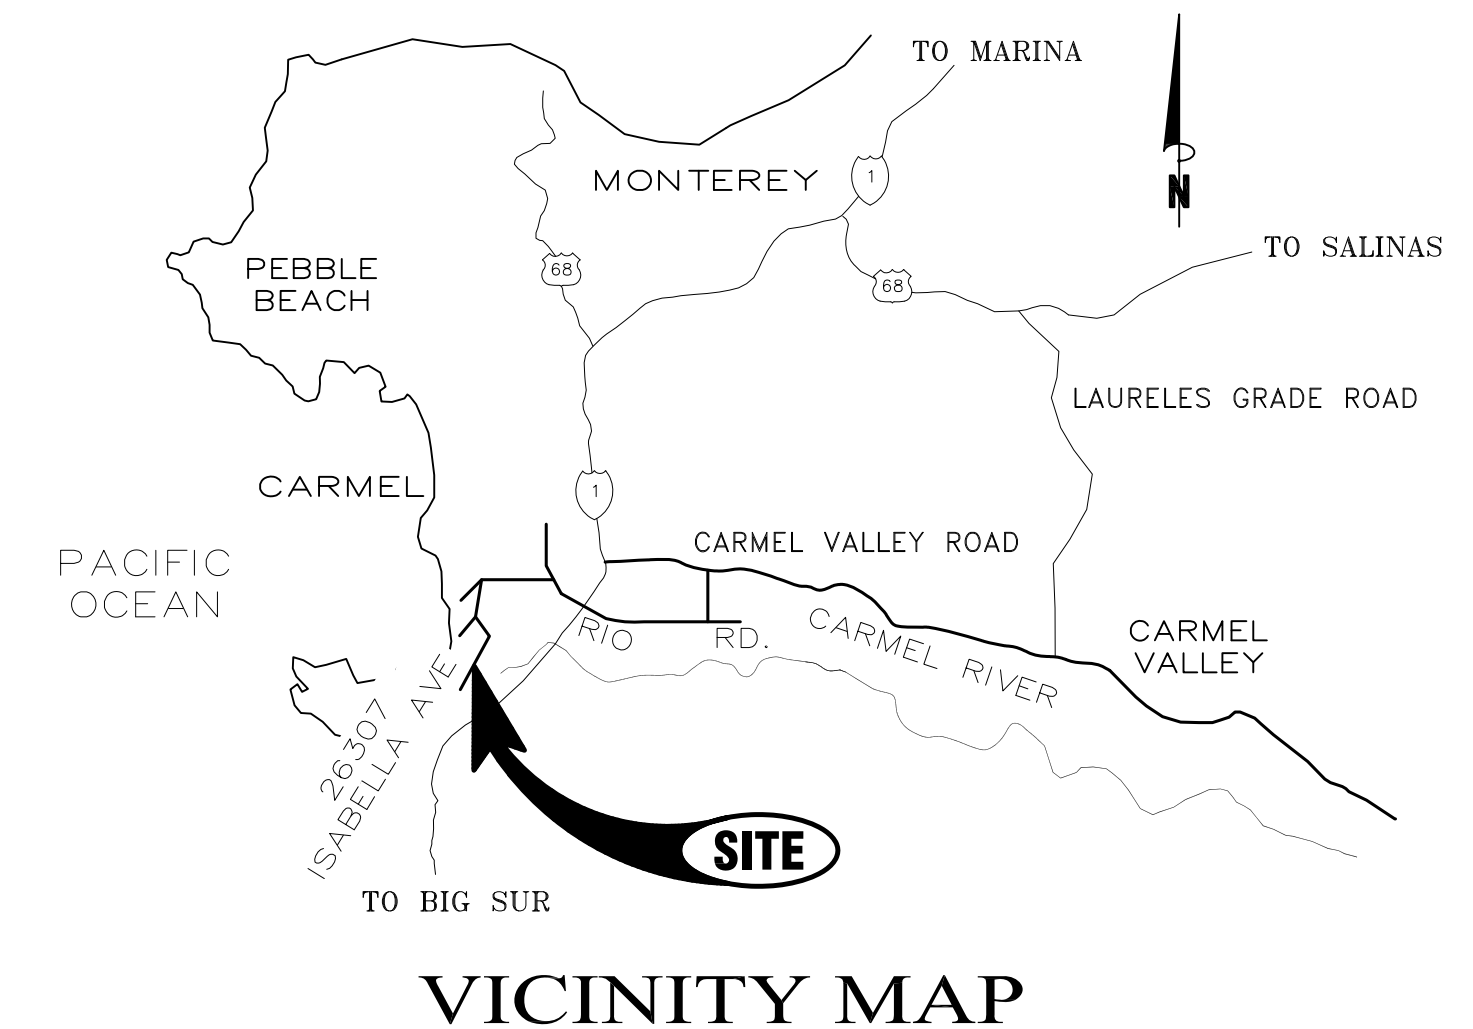 TO MARINA
1
MONTEREY
N
TO SALINAS
PEBBLE
BEACH
68
68
LAURELES GRADE ROAD
CARMEL
1
CARMEL VALLEY ROAD
PACIFIC
OCEAN
RIO RD.
CARMEL RIVER
CARMEL
VALLEY
26307
ISABELLA AVE
SITE
TO BIG SUR
VICINITY MAP